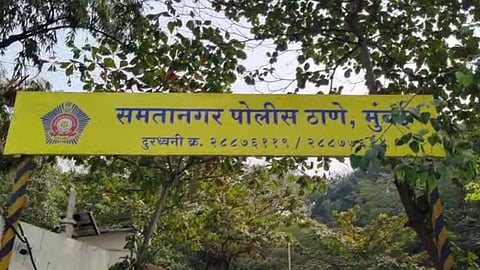 समतानगर पोलीस ठाणे, मुंबई
दुरध्वनी क्र. २८८७६११९ /